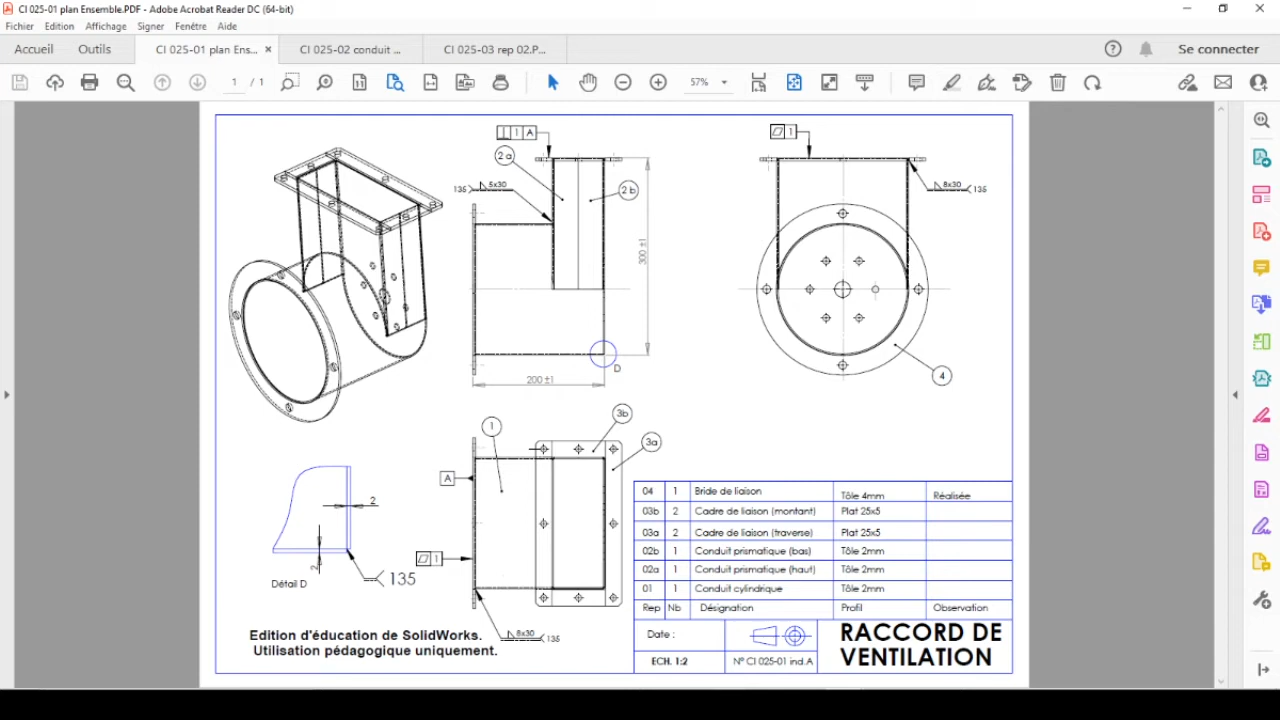 CI 025-01 plan Ensemble.PDF - Adobe Acrobat Reader DC (64-bit)
Fichier Edition Affichage Signer Fenêtre Aide
Accueil Outils CI 025-01 plan Ens... × CI 025-02 conduit ... CI 025-03 rep 02.P... Se connecter
1 / 1 57%
1 A
1
2 a
2 b
135 5x30
8x30 135
300 ±1
D
200 ±1
4
3b
1
3a
A
2
1
2
135
Détail D
8x30 135
Edition d'éducation de SolidWorks.
Utilisation pédagogique uniquement.
04 1 Bride de liaison Tôle 4mm Réalisée
03b 2 Cadre de liaison (montant) Plat 25x5
03a 2 Cadre de liaison (traverse) Plat 25x5
02b 1 Conduit prismatique (bas) Tôle 2mm
02a 1 Conduit prismatique (haut) Tôle 2mm
01 1 Conduit cylindrique Tôle 2mm
Rep Nb Désignation Profil Observation
Date :
ECH. 1:2
N° CI 025-01 ind.A
RACCORD DE
VENTILATION